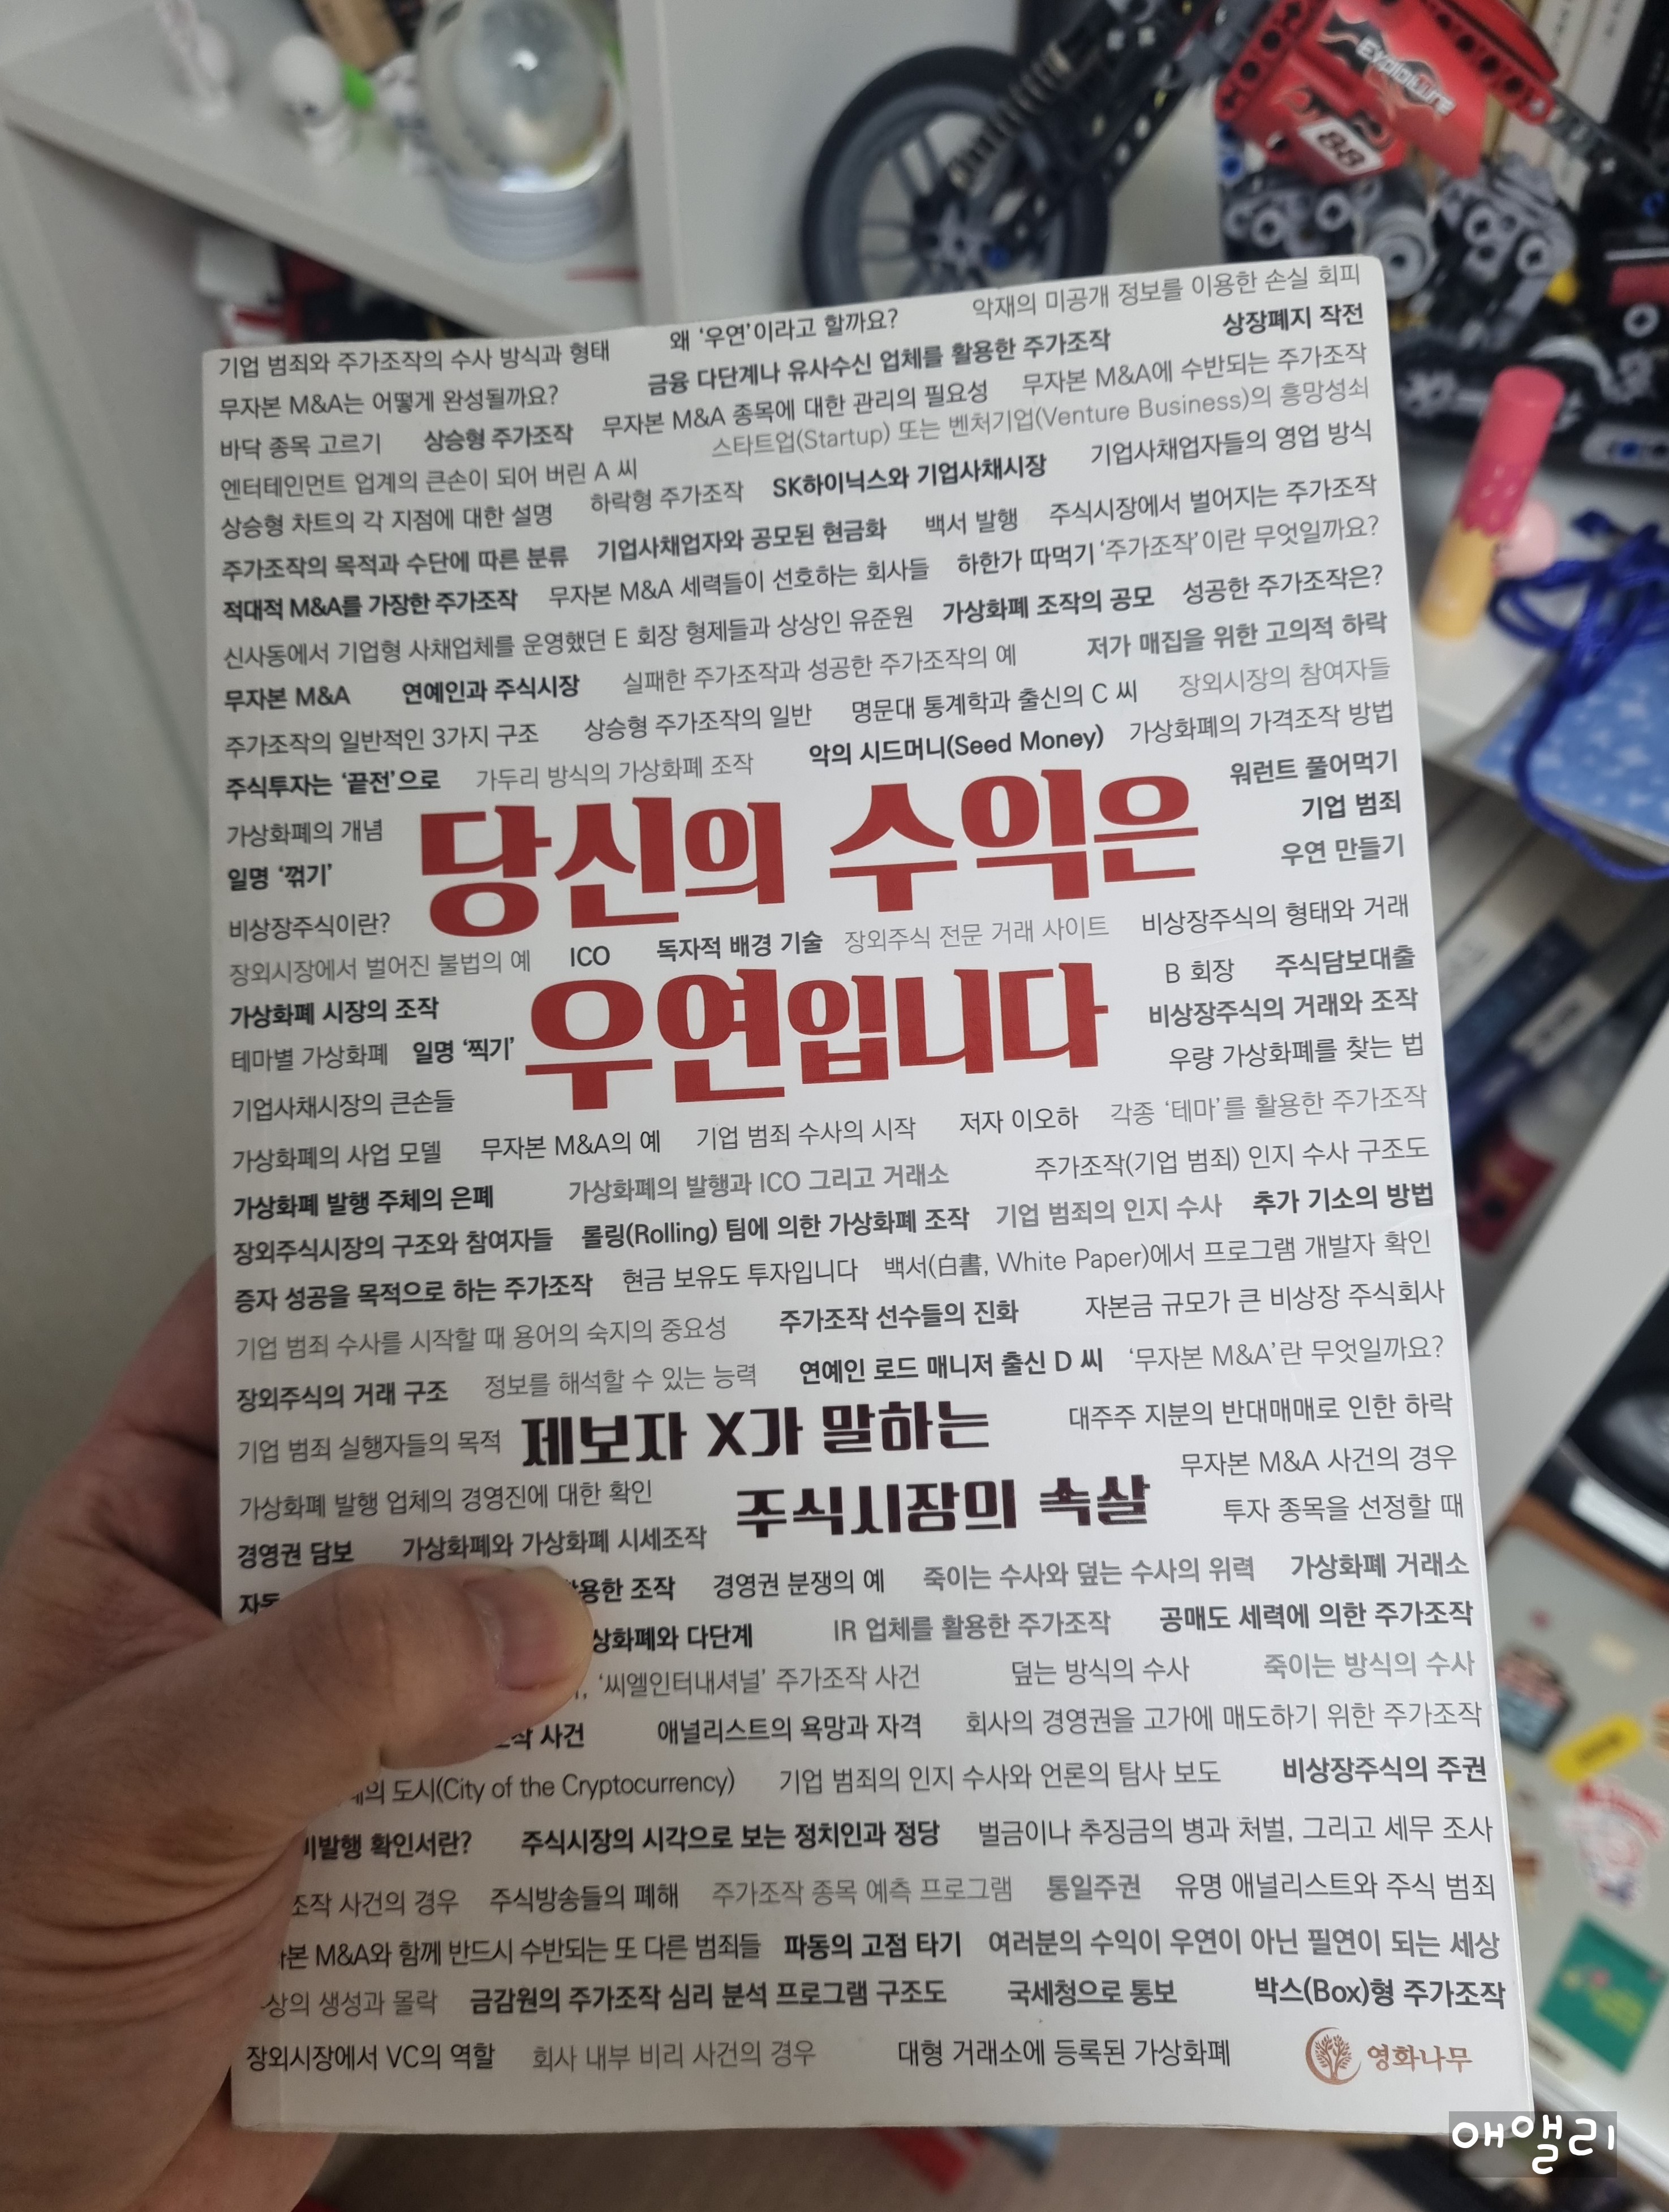 EXODIUTE
88
기업 범죄와 주가조작의 수사 방식과 형태 왜 '우연'이라고 할까요? 악재의 미공개 정보를 이용한 손실 회피
무자본 M&A는 어떻게 완성될까요? 금융 다단계나 유사수신 업체를 활용한 주가조작 상장폐지 작전
바닥 종목 고르기 상승형 주가조작 무자본 M&A 종목에 대한 관리의 필요성 무자본 M&A에 수반되는 주가조작
엔터테인먼트 업계의 큰손이 되어 버린 A 씨 스타트업(Startup) 또는 벤처기업(Venture Business)의 흥망성쇠
상승형 차트의 각 지점에 대한 설명 하락형 주가조작 SK하이닉스와 기업사채시장 기업사채업자들의 영업 방식
주가조작의 목적과 수단에 따른 분류 기업사채업자와 공모된 현금화 백서 발행 주식시장에서 벌어지는 주가조작
적대적 M&A를 가장한 주가조작 무자본 M&A 세력들이 선호하는 회사들 하한가 따먹기 '주가조작'이란 무엇일까요?
신사동에서 기업형 사채업체를 운영했던 E 회장 형제들과 상상인 유준원 가상화폐 조작의 공모 성공한 주가조작은?
무자본 M&A 연예인과 주식시장 실패한 주가조작과 성공한 주가조작의 예 저가 매집을 위한 고의적 하락
주가조작의 일반적인 3가지 구조 상승형 주가조작의 일반 명문대 통계학과 출신의 C 씨 장외시장의 참여자들
주식투자는 '끝전'으로 가두리 방식의 가상화폐 조작 악의 시드머니(Seed Money) 가상화폐의 가격조작 방법
가상화폐의 개념 당신의 수익은 워런트 풀어먹기
기업 범죄
일명 '꺾기' 우연 만들기
비상장주식이란?
장외시장에서 벌어진 불법의 예 ICO 독자적 배경 기술 장외주식 전문 거래 사이트 비상장주식의 형태와 거래
가상화폐 시장의 조작 우연입니다 B 회장 주식담보대출
테마별 가상화폐 일명 '찍기' 비상장주식의 거래와 조작
기업사채시장의 큰손들 우량 가상화폐를 찾는 법
가상화폐의 사업 모델 무자본 M&A의 예 기업 범죄 수사의 시작 저자 이오하 각종 '테마'를 활용한 주가조작
가상화폐 발행 주체의 은폐 가상화폐의 발행과 ICO 그리고 거래소 주가조작(기업 범죄) 인지 수사 구조도
장외주식시장의 구조와 참여자들 롤링(Rolling) 팀에 의한 가상화폐 조작 기업 범죄의 인지 수사 추가 기소의 방법
증자 성공을 목적으로 하는 주가조작 현금 보유도 투자입니다 백서(白書, White Paper)에서 프로그램 개발자 확인
기업 범죄 수사를 시작할 때 용어의 숙지의 중요성 주가조작 선수들의 진화 자본금 규모가 큰 비상장 주식회사
장외주식의 거래 구조 정보를 해석할 수 있는 능력 연예인 로드 매니저 출신 D 씨 '무자본 M&A'란 무엇일까요?
기업 범죄 실행자들의 목적 제보자 X가 말하는 대주주 지분의 반대매매로 인한 하락
가상화폐 발행 업체의 경영진에 대한 확인 주식시장의 속살 무자본 M&A 사건의 경우
경영권 담보 가상화폐와 가상화폐 시세조작 투자 종목을 선정할 때
자동 용한 조작 경영권 분쟁의 예 죽이는 수사와 덮는 수사의 위력 가상화폐 거래소
상화폐와 다단계 IR 업체를 활용한 주가조작 공매도 세력에 의한 주가조작
'씨엘인터내셔널' 주가조작 사건 덮는 방식의 수사 죽이는 방식의 수사
작 사건 애널리스트의 욕망과 자격 회사의 경영권을 고가에 매도하기 위한 주가조작
의 도시(City of the Cryptocurrency) 기업 범죄의 인지 수사와 언론의 탐사 보도 비상장주식의 주권
미발행 확인서란? 주식시장의 시각으로 보는 정치인과 정당 벌금이나 추징금의 병과 처벌, 그리고 세무 조사
조작 사건의 경우 주식방송들의 폐해 주가조작 종목 예측 프로그램 통일주권 유명 애널리스트와 주식 범죄
본 M&A와 함께 반드시 수반되는 또 다른 범죄들 파동의 고점 타기 여러분의 수익이 우연이 아닌 필연이 되는 세상
상의 생성과 몰락 금감원의 주가조작 심리 분석 프로그램 구조도 국세청으로 통보 박스(Box)형 주가조작
장외시장에서 VC의 역할 회사 내부 비리 사건의 경우 대형 거래소에 등록된 가상화폐 영화나무
애앨리